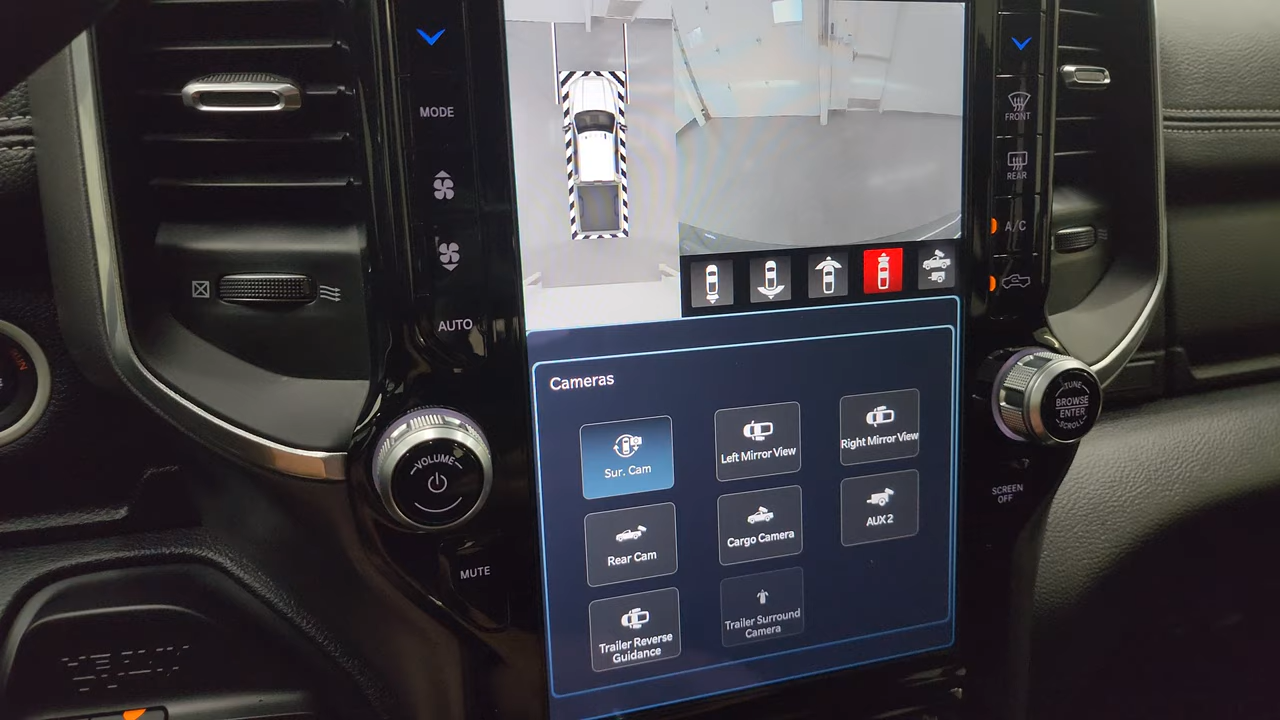 MODE
AUTO
VOLUME
MUTE
FRONT
REAR
A/C
TUNE
BROWSE
ENTER
SCROLL
SCREEN
OFF
Cameras
Sur. Cam
Left Mirror View
Right Mirror View
Rear Cam
Cargo Camera
AUX 2
Trailer Reverse
Guidance
Trailer Surround
Camera